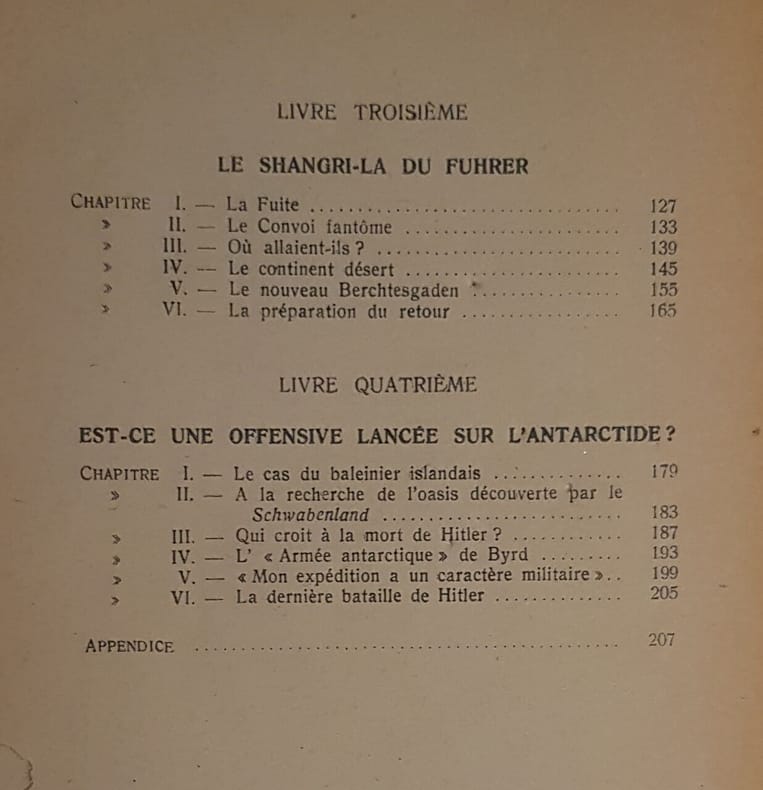 LIVRE TROISIÈME
LE SHANGRI-LA DU FUHRER
CHAPITRE I. — La Fuite ................................ 127
» II. — Le Convoi fantôme ...................... 133
» III. — Où allaient-ils ? ......................... 139
» IV. — Le continent désert ...................... 145
» V. — Le nouveau Berchtesgaden .............. 155
» VI. — La préparation du retour ................ 165
LIVRE QUATRIÈME
EST-CE UNE OFFENSIVE LANCÉE SUR L'ANTARCTIDE ?
CHAPITRE I. — Le cas du baleinier islandais ............. 179
» II. — A la recherche de l'oasis découverte par le
Schwabenland ......................... 183
» III. — Qui croit à la mort de Hitler ? ............ 187
» IV. — L' « Armée antarctique » de Byrd ......... 193
» V. — « Mon expédition a un caractère militaire ».. 199
» VI. — La dernière bataille de Hitler ............. 205
APPENDICE ............................................ 207